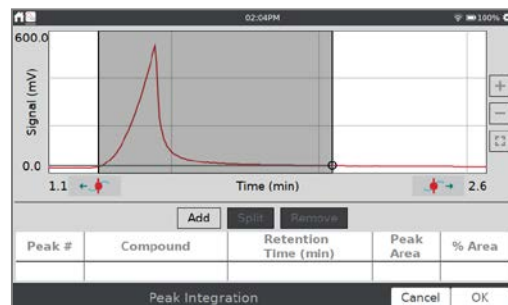 02:04PM 100%
600.0
Signal (mV)
0.0
1.1 Time (min) 2.6
Add Split Remove
Peak # Compound Retention Time (min) Peak Area % Area
Peak Integration Cancel OK